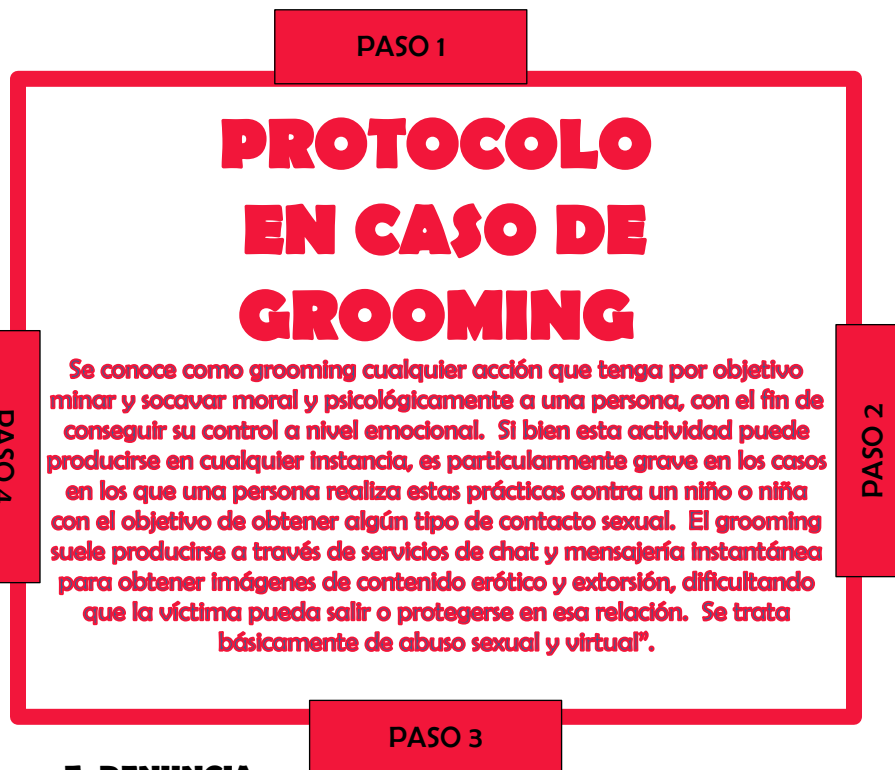 PASO 1
PROTOCOLO
EN CASO DE
GROOMING
Se conoce como grooming cualquier acción que tenga por objetivo
minar y socavar moral y psicológicamente a una persona, con el fin de
conseguir su control a nivel emocional. Si bien esta actividad puede
producirse en cualquier instancia, es particularmente grave en los casos
en los que una persona realiza estas prácticas contra un niño o niña
con el objetivo de obtener algún tipo de contacto sexual. El grooming
suele producirse a través de servicios de chat y mensajería instantánea
para obtener imágenes de contenido erótico y extorsión, dificultando
que la víctima pueda salir o protegerse en esa relación. Se trata
básicamente de abuso sexual y virtual”.
PASO 4
PASO 2
PASO 3
DENUNCIA